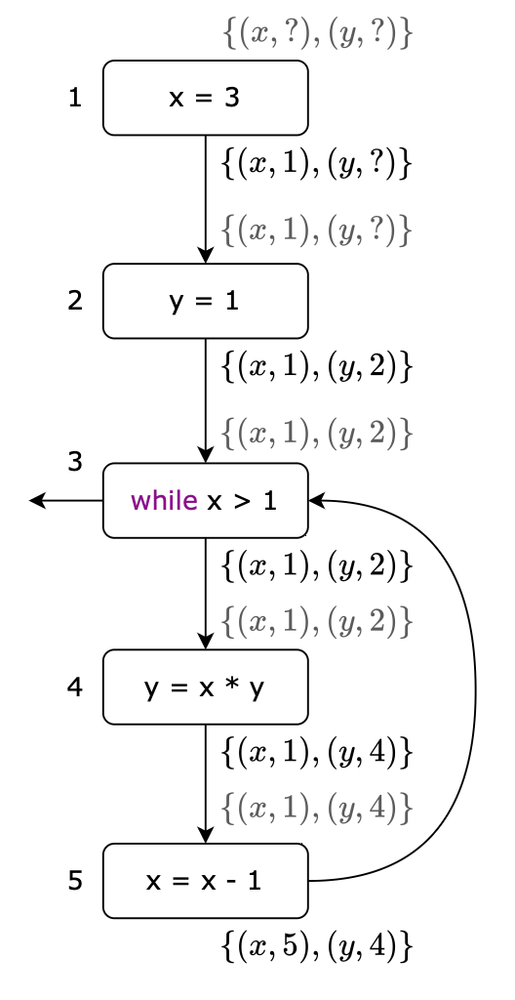 {(x, ?), (y, ?)}
1 x = 3
{(x, 1), (y, ?)}
{(x, 1), (y, ?)}
2 y = 1
{(x, 1), (y, 2)}
{(x, 1), (y, 2)}
3
while x > 1
{(x, 1), (y, 2)}
{(x, 1), (y, 2)}
4 y = x * y
{(x, 1), (y, 4)}
{(x, 1), (y, 4)}
5 x = x - 1
{(x, 5), (y, 4)}